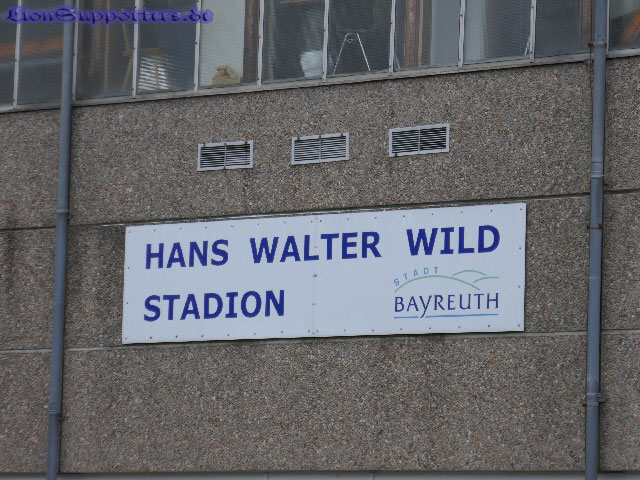 LionSupporters.de
HANS WALTER WILD
STADION
STADT
BAYREUTH